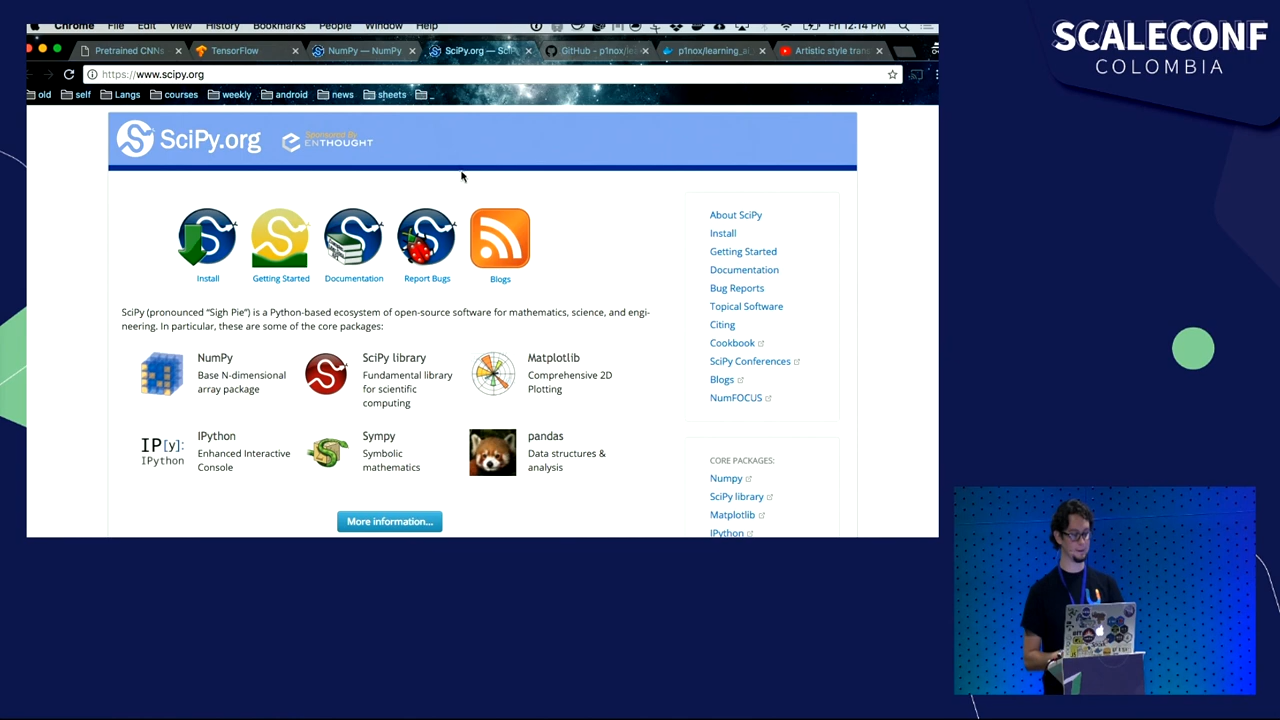 Chrome File Edit View History Bookmarks People Window Help Fri 12:14 PM
Pretrained CNNs
TensorFlow
NumPy — NumPy
SciPy.org — SciP
GitHub - p1nox/lea
p1nox/learning_ai
Artistic style trans
https://www.scipy.org
old self Langs courses weekly android news sheets _
SciPy.org
Sponsored By
ENTHOUGHT
Install Getting Started Documentation Report Bugs Blogs
SciPy (pronounced “Sigh Pie”) is a Python-based ecosystem of open-source software for mathematics, science, and engi-
neering. In particular, these are some of the core packages:
NumPy
Base N-dimensional
array package
SciPy library
Fundamental library
for scientific
computing
Matplotlib
Comprehensive 2D
Plotting
IP[y]:
IPython
IPython
Enhanced Interactive
Console
Sympy
Symbolic
mathematics
pandas
Data structures &
analysis
More information...
About SciPy
Install
Getting Started
Documentation
Bug Reports
Topical Software
Citing
Cookbook
SciPy Conferences
Blogs
NumFOCUS
CORE PACKAGES:
Numpy
SciPy library
Matplotlib
IPython
SCALECONF
COLOMBIA